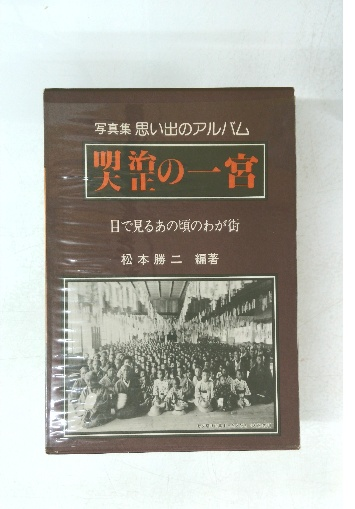 写真集 思い出のアルバム
明治大正の一宮
目で見るあの頃のわが街
松本勝二 編著